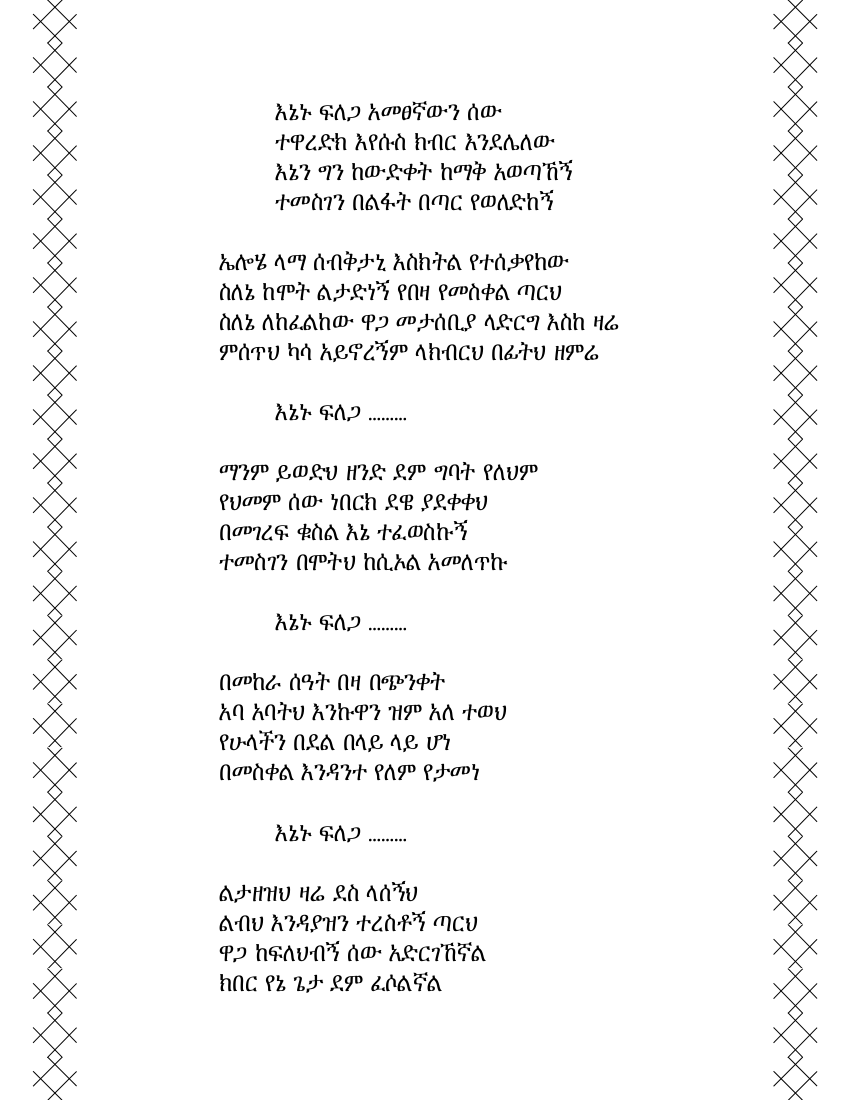 እኔኑ ፍለጋ አመፀኛውን ሰው
ተዋረድክ እየሱስ ክብር እንደሌለው
እኔን ግን ከውድቀት ከማቅ አወጣኸኝ
ተመስገን በልፋት በጣር የወለድከኝ
ኤሎሄ ላማ ሰብቅታኒ እስክትል የተሰቃየከው
ስለኔ ከሞት ልታድነኝ የበዛ የመስቀል ጣርህ
ስለኔ ለከፈልከው ዋጋ መታሰቢያ ላድርግ እስከ ዛሬ
ምሰጥህ ካሳ አይኖረኝም ላክብርህ በፊትህ ዘምሬ
እኔኑ ፍለጋ .........
ማንም ይወድህ ዘንድ ደም ግባት የለህም
የህመም ሰው ነበርክ ደዌ ያደቀቀህ
በመገረፍ ቁስል እኔ ተፈወስኩኝ
ተመስገን በሞትህ ከሲኦል አመለጥኩ
እኔኑ ፍለጋ .........
በመከራ ሰዓት በዛ በጭንቀት
አባ አባትህ እንኩዋን ዝም አለ ተወህ
የሁላችን በደል በላይ ላይ ሆነ
በመስቀል እንዳንተ የለም የታመነ
እኔኑ ፍለጋ .........
ልታዘዝህ ዛሬ ደስ ላሰኝህ
ልብህ እንዳያዝን ተረስቶኝ ጣርህ
ዋጋ ከፍለህብኝ ሰው አድርገኸኛል
ክበር የኔ ጌታ ደም ፈሶልኛል